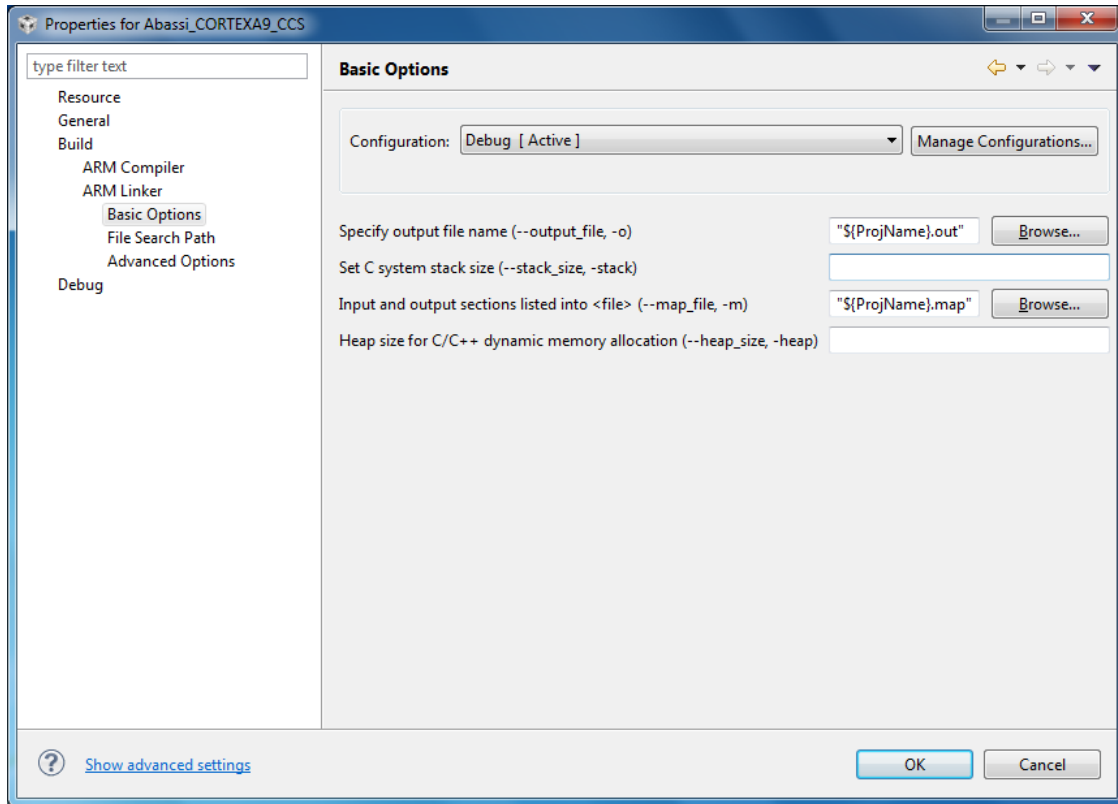 Properties for Abassi_CORTEXA9_CCS
type filter text
Resource
General
Build
ARM Compiler
ARM Linker
Basic Options
File Search Path
Advanced Options
Debug
Basic Options
Configuration: Debug [ Active ] Manage Configurations...
Specify output file name (--output_file, -o) "${ProjName}.out" Browse...
Set C system stack size (--stack_size, -stack)
Input and output sections listed into <file> (--map_file, -m) "${ProjName}.map" Browse...
Heap size for C/C++ dynamic memory allocation (--heap_size, -heap)
? Show advanced settings OK Cancel